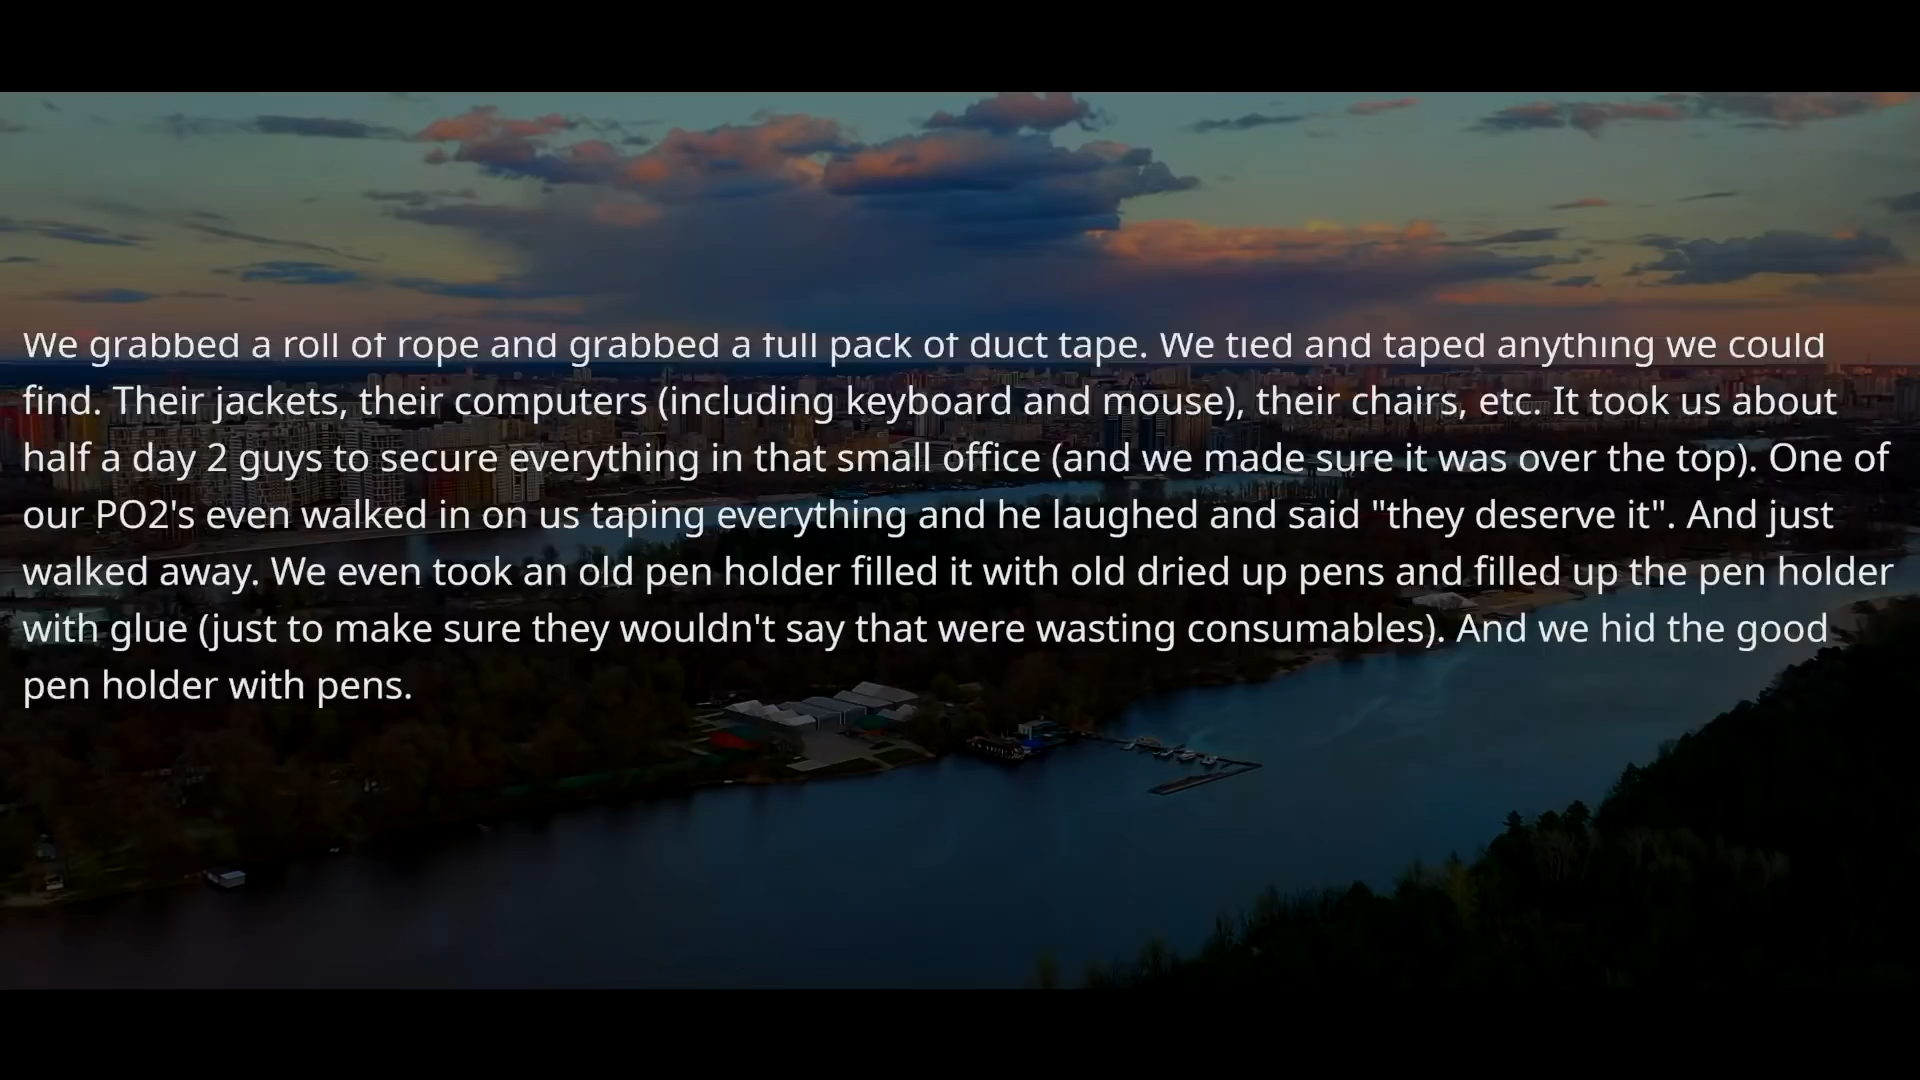 We grabbed a roll of rope and grabbed a full pack of duct tape. We tied and taped anything we could
find. Their jackets, their computers (including keyboard and mouse), their chairs, etc. It took us about
half a day 2 guys to secure everything in that small office (and we made sure it was over the top). One of
our PO2's even walked in on us taping everything and he laughed and said "they deserve it". And just
walked away. We even took an old pen holder filled it with old dried up pens and filled up the pen holder
with glue (just to make sure they wouldn't say that were wasting consumables). And we hid the good
pen holder with pens.